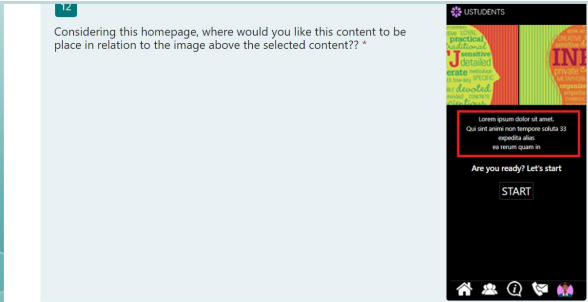 12
Considering this homepage, where would you like this content to be
place in relation to the image above the selected content?? *
USTUDENTS
practical
sensitive
J detailed
devoted
INF
private
Lorem ipsum dolor sit amet.
Qui sint animi non tempore soluta 33
expedita alias
ea rerum quam in
Are you ready? Let's start
START